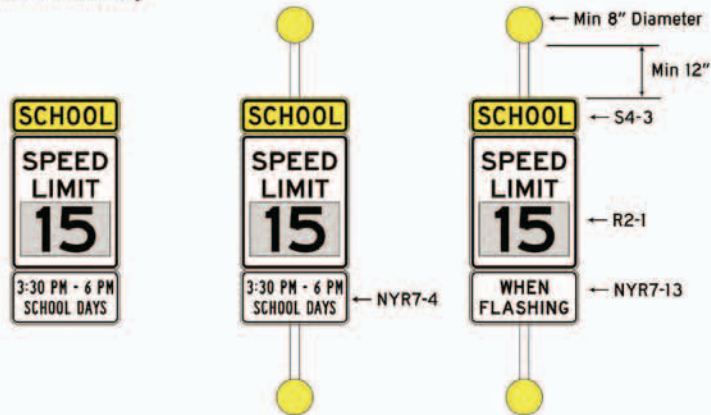 Min 8" Diameter
Min 12"
SCHOOL
SPEED
LIMIT
15
3:30 PM - 6 PM
SCHOOL DAYS
SCHOOL
SPEED
LIMIT
15
3:30 PM - 6 PM
SCHOOL DAYS
NYR7-4
SCHOOL
S4-3
SPEED
LIMIT
15
R2-1
WHEN
FLASHING
NYR7-13